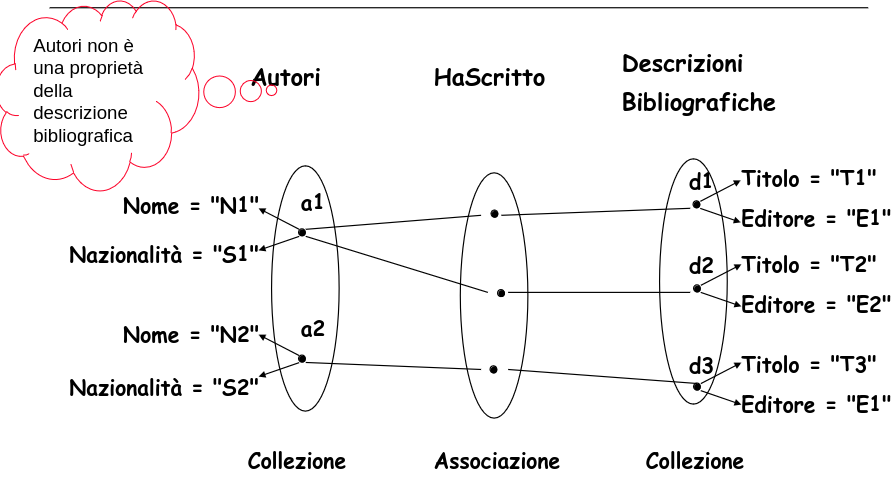 Autori non è
una proprietà
della
descrizione
bibliografica
Autori
HaScritto
Descrizioni
Bibliografiche
Nome = "N1"
a1
Nazionalità = "S1"
Nome = "N2"
a2
Nazionalità = "S2"
d1
Titolo = "T1"
Editore = "E1"
d2
Titolo = "T2"
Editore = "E2"
d3
Titolo = "T3"
Editore = "E1"
Collezione
Associazione
Collezione